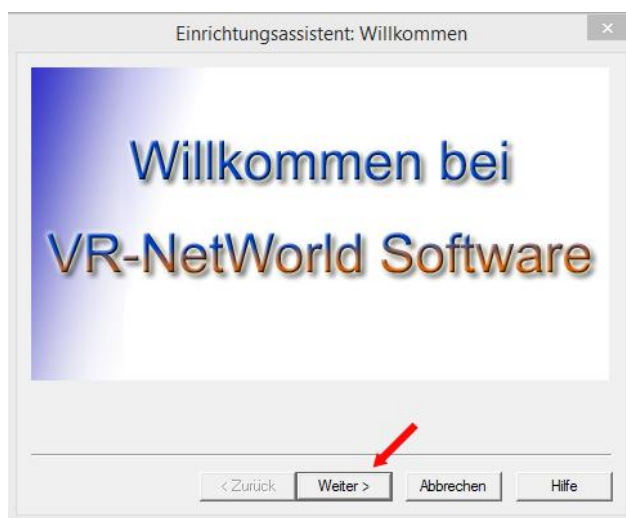 Einrichtungsassistent: Willkommen
Willkommen bei
VR-NetWorld Software
< Zurück Weiter > Abbrechen Hilfe